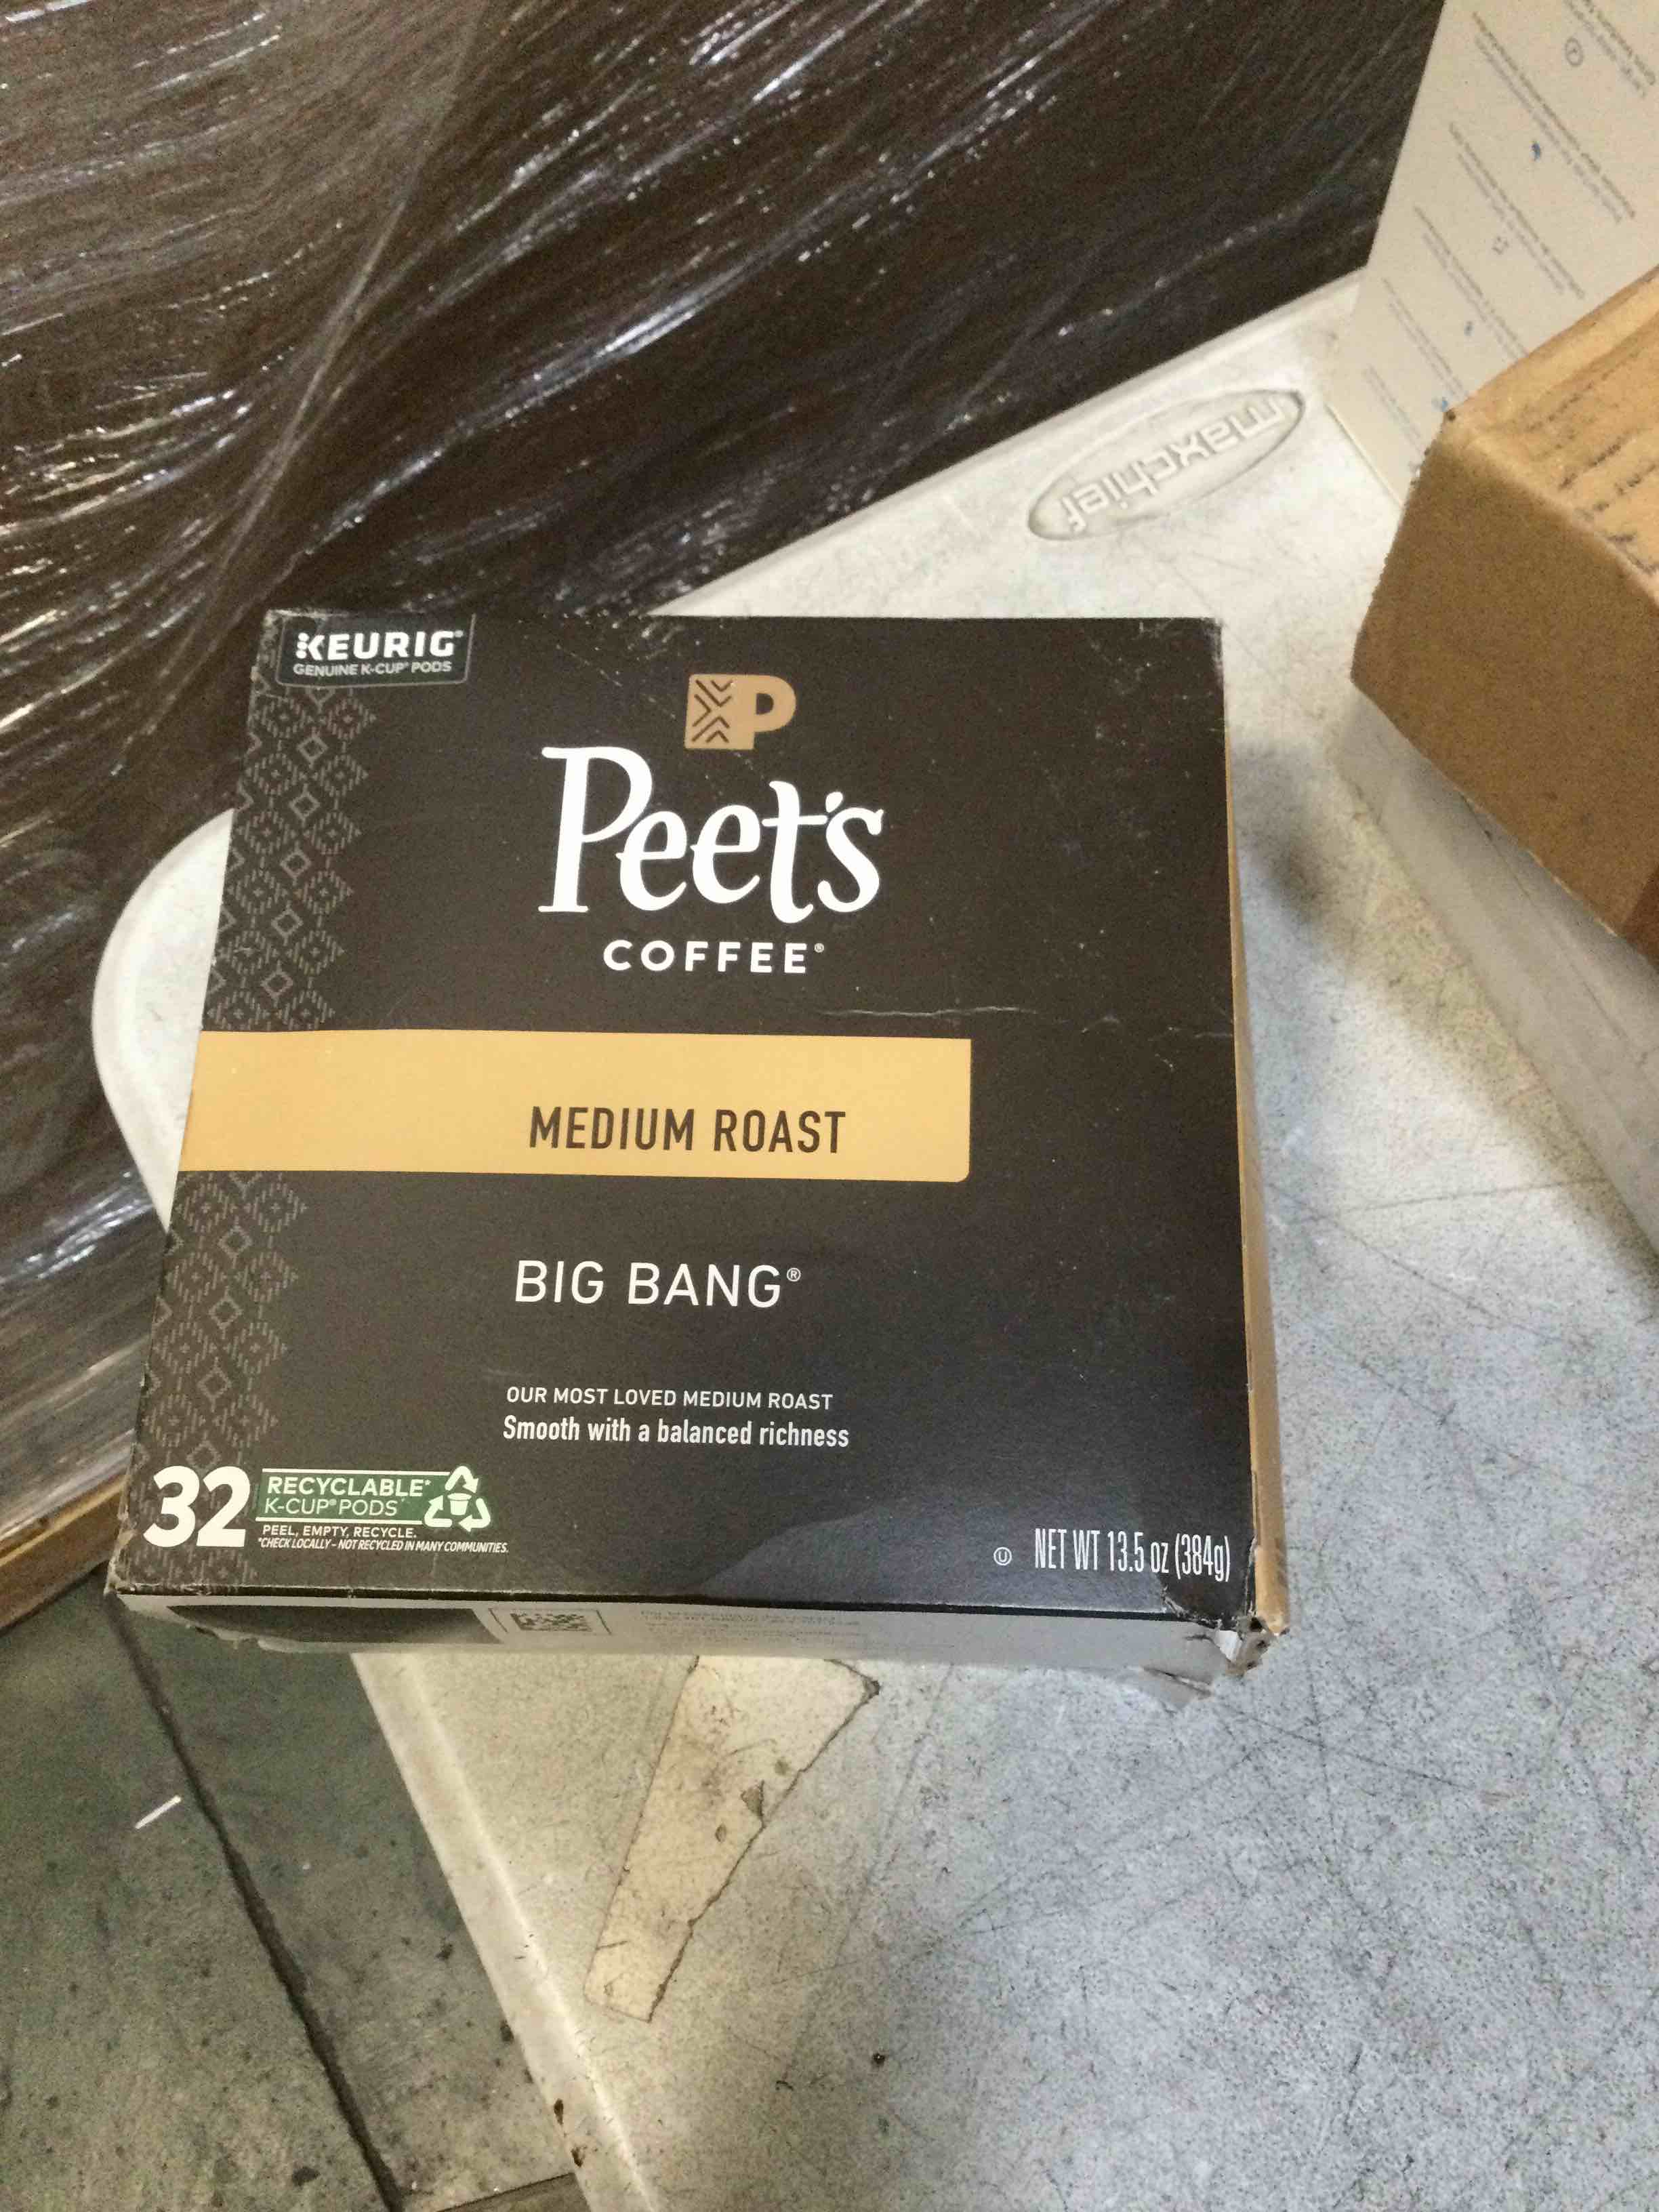 maxchief
KEURIG®
GENUINE K-CUP® PODS
P
Peet's
COFFEE®
MEDIUM ROAST
BIG BANG®
OUR MOST LOVED MEDIUM ROAST
Smooth with a balanced richness
32
RECYCLABLE*
K-CUP® PODS
PEEL, EMPTY, RECYCLE.
*CHECK LOCALLY - NOT RECYCLED IN MANY COMMUNITIES.
U NET WT 13.5 oz (384g)